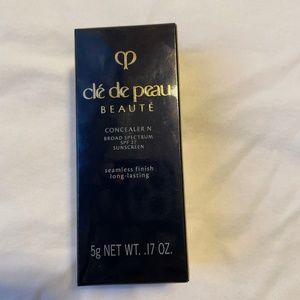 clé de peau
BEAUTÉ
CONCEALER N
BROAD SPECTRUM
SPF 27
SUNSCREEN
seamless finish
long-lasting
5g NET WT. .17 OZ.